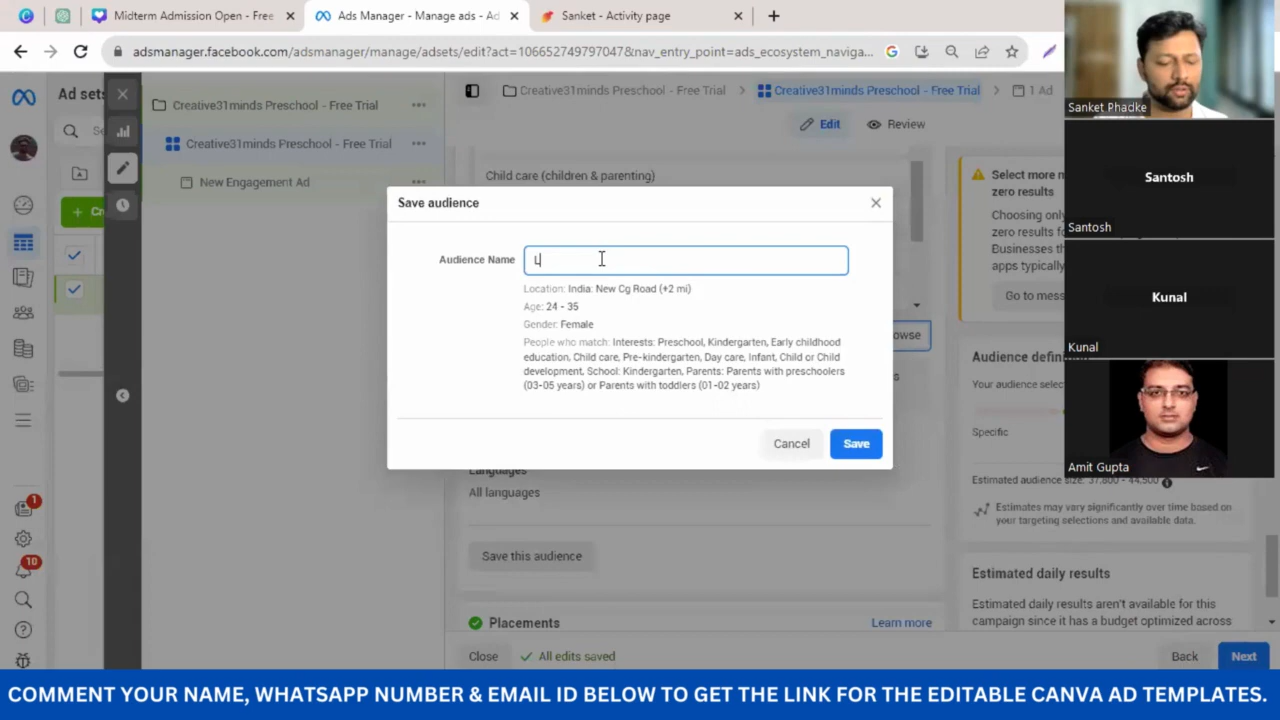 Midterm Admission Open - Free
Ads Manager - Manage ads - Ad
Sanket - Activity page
adsmanager.facebook.com/adsmanager/manage/adsets/edit?act=106652749797047&nav_entry_point=ads_ecosystem_naviga...
Ad sets
Creative31minds Preschool - Free Trial
Creative31minds Preschool - Free Trial
New Engagement Ad
Creative31minds Preschool - Free Trial
Creative31minds Preschool - Free Trial
1 Ad
Edit
Review
Child care (children & parenting)
Save audience
Audience Name
L
Location: India: New Cg Road (+2 mi)
Age: 24 - 35
Gender: Female
People who match: Interests: Preschool, Kindergarten, Early childhood
education, Child care, Pre-kindergarten, Day care, Infant, Child or Child
development, School: Kindergarten, Parents: Parents with preschoolers
(03-05 years) or Parents with toddlers (01-02 years)
Cancel
Save
Languages
All languages
Save this audience
Placements
Learn more
Close
All edits saved
Back
Next
Select more m
zero results
Choosing only
zero results fo
Businesses th
apps typically
Go to mess
Audience defin
Your audience selec
Specific
Estimated audience size: 37,800 - 44,500
Estimates may vary significantly over time based on
your targeting selections and available data.
Estimated daily results
Estimated daily results aren't available for this
campaign since it has a budget optimized across
1
10
Sanket Phadke
Santosh
Santosh
Kunal
Kunal
Amit Gupta
COMMENT YOUR NAME, WHATSAPP NUMBER & EMAIL ID BELOW TO GET THE LINK FOR THE EDITABLE CANVA AD TEMPLATES.